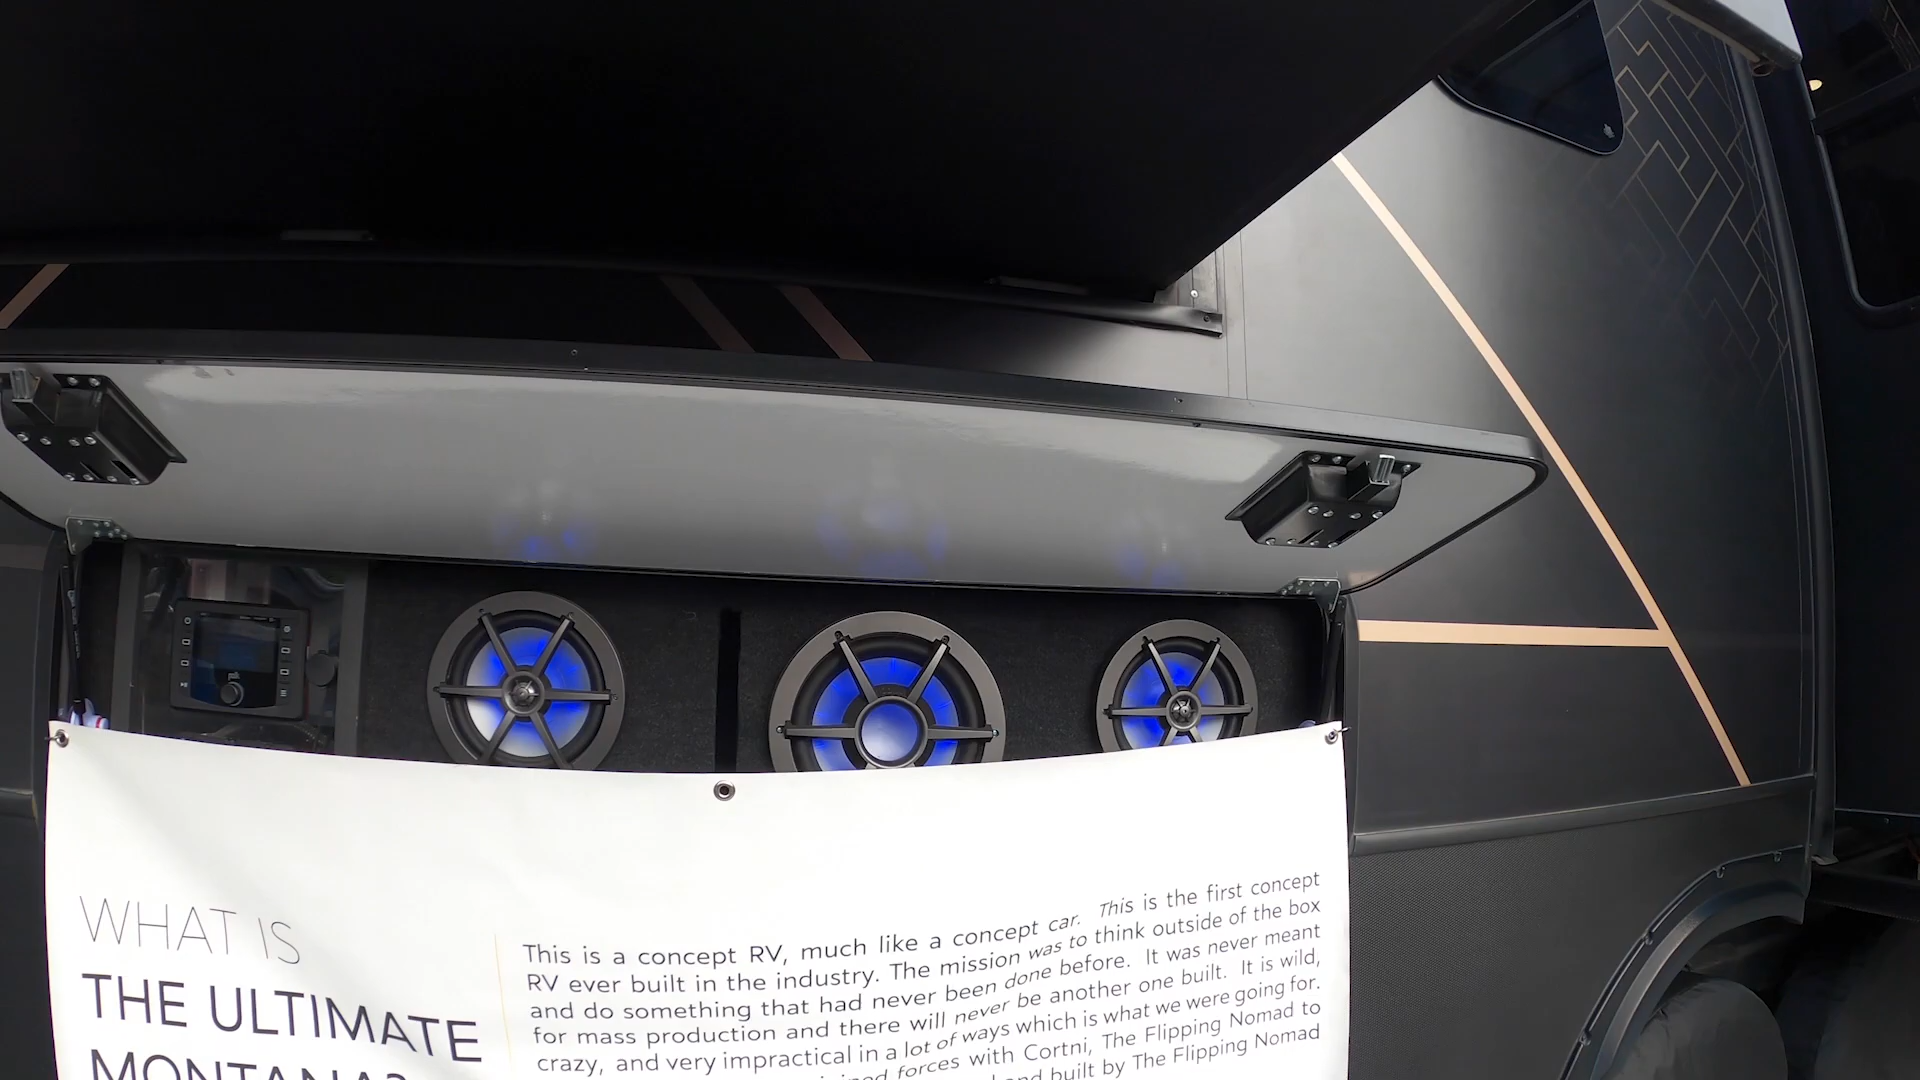 polk
WHAT IS
THE ULTIMATE
MONTANA?
This is a concept RV, much like a concept car. This is the first concept
RV ever built in the industry. The mission was to think outside of the box
and do something that had never been done before. It was never meant
for mass production and there will never be another one built. It is wild,
crazy, and very impractical in a lot of ways which is what we were going for.
forces with Cortni, The Flipping Nomad to
and built by The Flipping Nomad